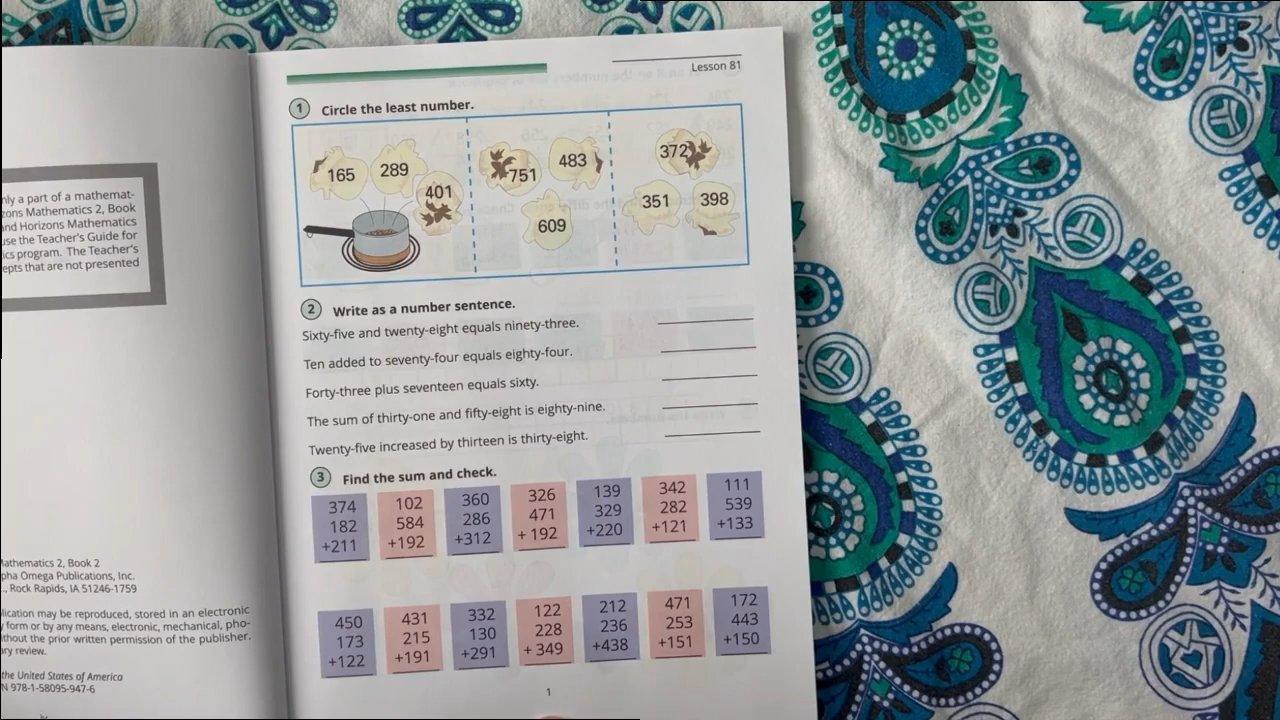 nly a part of a mathemat-
zons Mathematics 2, Book
and Horizons Mathematics
use the Teacher's Guide for
ics program. The Teacher's
epts that are not presented
Mathematics 2, Book 2
pha Omega Publications, Inc.
., Rock Rapids, IA 51246-1759
lication may be reproduced, stored in an electronic
y form or by any means, electronic, mechanical, pho-
ithout the prior written permission of the publisher.
ary review.
the United States of America
N 978-1-58095-947-6
Lesson 81
1 Circle the least number.
165 289 401
751 483 609
372 351 398
2 Write as a number sentence.
Sixty-five and twenty-eight equals ninety-three.
Ten added to seventy-four equals eighty-four.
Forty-three plus seventeen equals sixty.
The sum of thirty-one and fifty-eight is eighty-nine.
Twenty-five increased by thirteen is thirty-eight.
3 Find the sum and check.
374 102 360 326 139 342 111
182 584 286 471 329 282 539
+211 +192 +312 + 192 +220 +121 +133
450 431 332 122 212 471 172
173 215 130 228 236 253 443
+122 +191 +291 + 349 +438 +151 +150
1